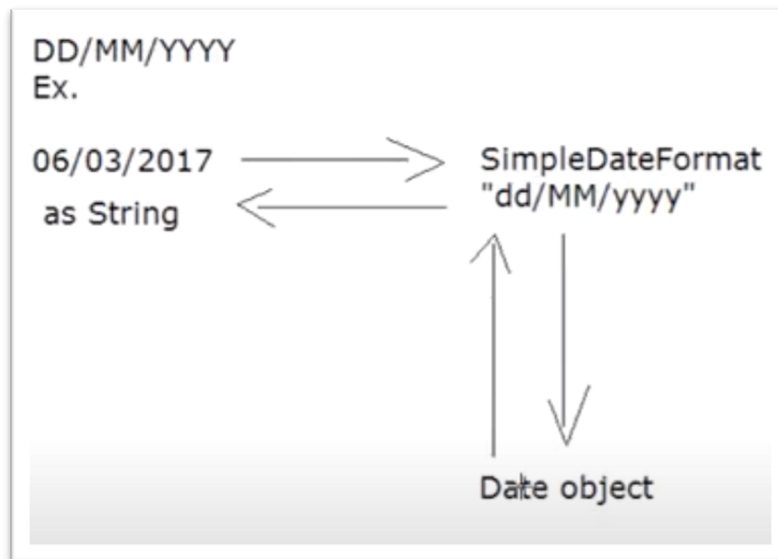 DD/MM/YYYY
Ex.
06/03/2017
as String
SimpleDateFormat
"dd/MM/yyyy"
Date object